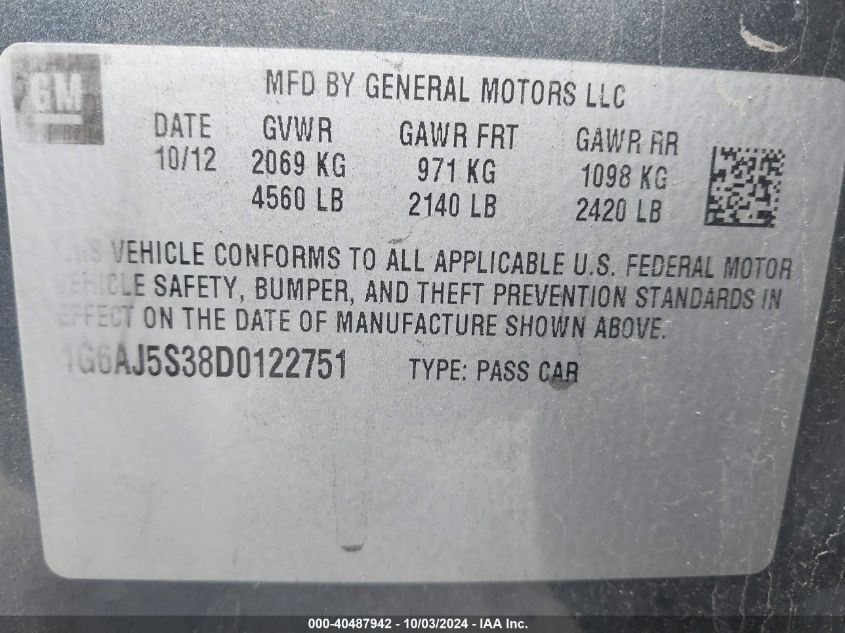 GM
MFD BY GENERAL MOTORS LLC
DATE GVWR GAWR FRT GAWR RR
10/12 2069 KG 971 KG 1098 KG
4560 LB 2140 LB 2420 LB
THIS VEHICLE CONFORMS TO ALL APPLICABLE U.S. FEDERAL MOTOR
VEHICLE SAFETY, BUMPER, AND THEFT PREVENTION STANDARDS IN
EFFECT ON THE DATE OF MANUFACTURE SHOWN ABOVE.
1G6AJ5S38D0122751 TYPE: PASS CAR
000-40487942 - 10/03/2024 - IAA Inc.